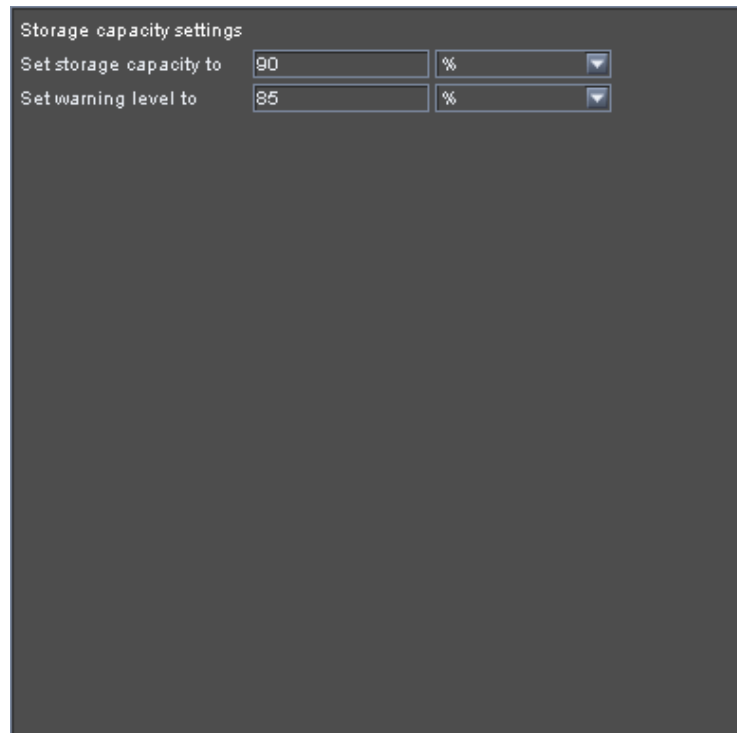 Storage capacity settings
Set storage capacity to 90 %
Set warning level to 85 %